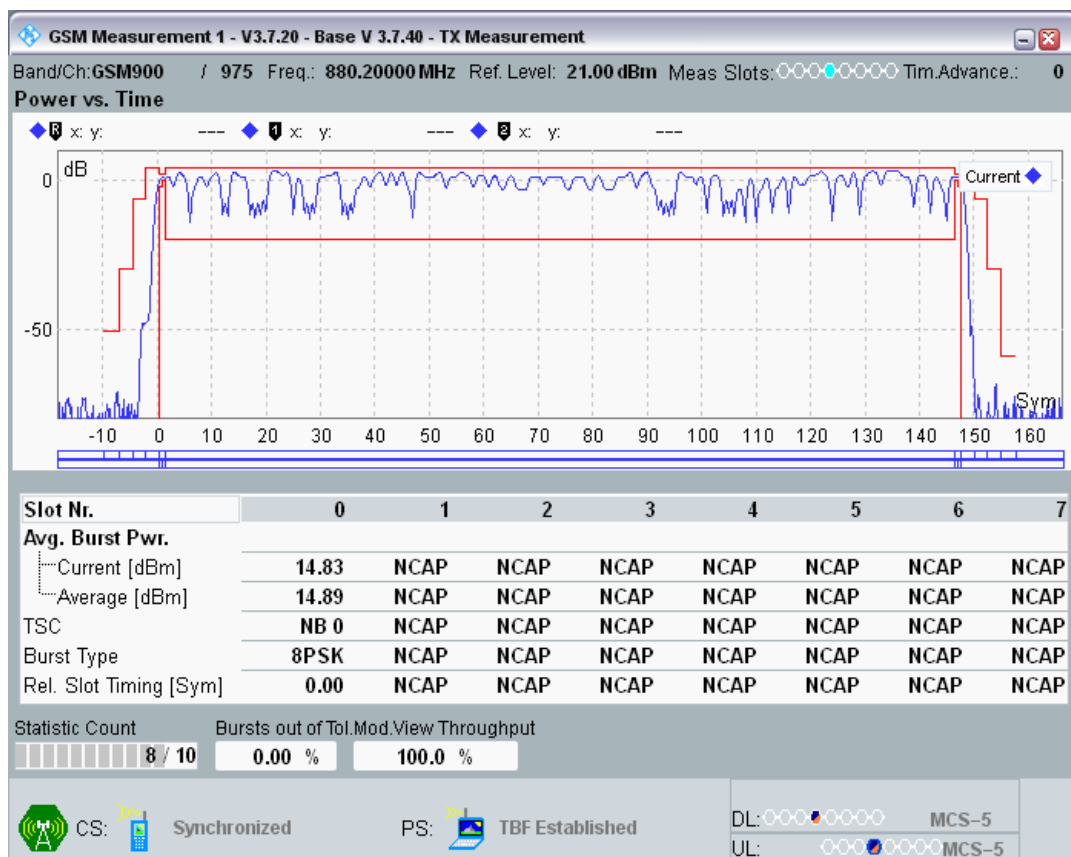 GSM Measurement 1 - V3.7.20 - Base V 3.7.40 - TX Measurement
Band/Ch:GSM900 / 975 Freq.: 880.20000 MHz Ref. Level: 21.00 dBm Meas Slots: Tim.Advance.: 0
Power vs. Time
R x: y: --- 1 x: y: --- 2 x: y: ---
dB
Current
0
-50
Sym
-10 0 10 20 30 40 50 60 70 80 90 100 110 120 130 140 150 160
Slot Nr. 0 1 2 3 4 5 6 7
Avg. Burst Pwr.
Current [dBm] 14.83 NCAP NCAP NCAP NCAP NCAP NCAP NCAP
Average [dBm] 14.89 NCAP NCAP NCAP NCAP NCAP NCAP NCAP
TSC NB 0 NCAP NCAP NCAP NCAP NCAP NCAP NCAP
Burst Type 8PSK NCAP NCAP NCAP NCAP NCAP NCAP NCAP
Rel. Slot Timing [Sym] 0.00 NCAP NCAP NCAP NCAP NCAP NCAP NCAP
Statistic Count Bursts out of Tol.Mod.View Throughput
8 / 10 0.00 % 100.0 %
CS: Synchronized PS: TBF Established DL: MCS-5
UL: MCS-5